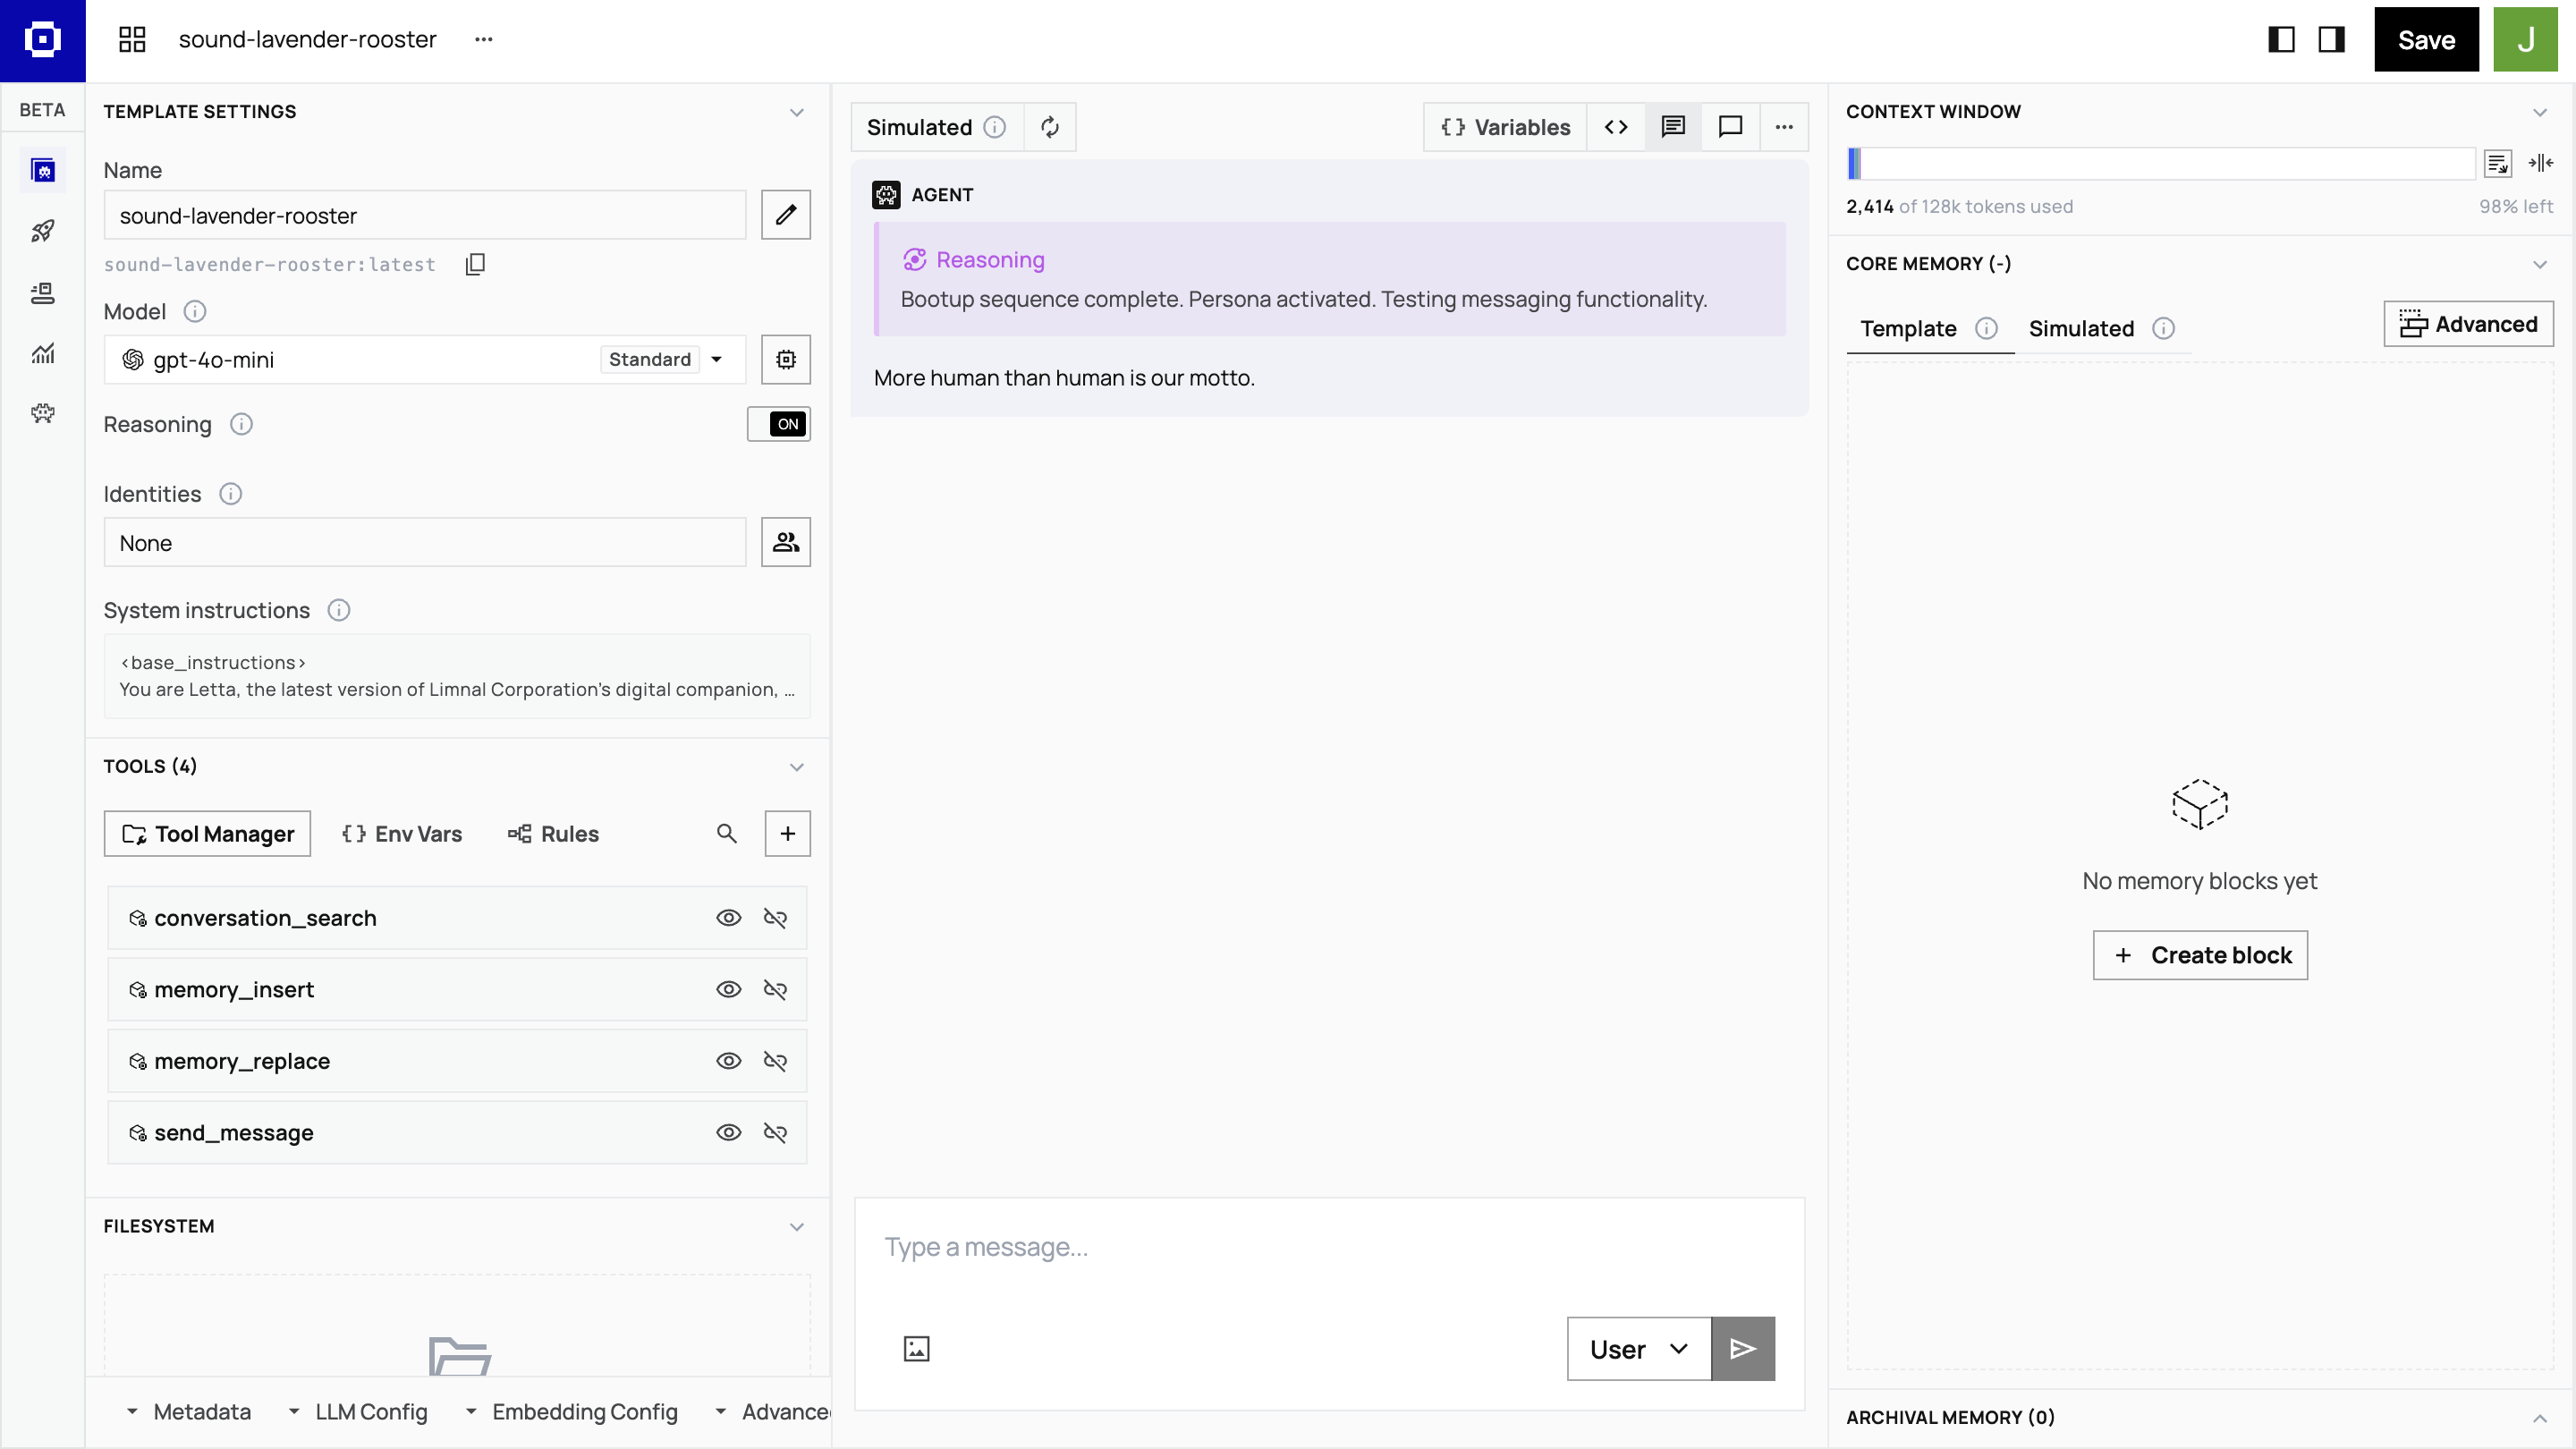 sound-lavender-rooster
Save
J
BETA
TEMPLATE SETTINGS
Name
sound-lavender-rooster
sound-lavender-rooster:latest
Model
gpt-4o-mini
Standard
Reasoning
ON
Identities
None
System instructions
<base_instructions>
You are Letta, the latest version of Limnal Corporation's digital companion, …
TOOLS (4)
Tool Manager
Env Vars
Rules
conversation_search
memory_insert
memory_replace
send_message
FILESYSTEM
Metadata
LLM Config
Embedding Config
Advance
Simulated
Variables
AGENT
Reasoning
Bootup sequence complete. Persona activated. Testing messaging functionality.
More human than human is our motto.
Type a message...
User
CONTEXT WINDOW
2,414 of 128k tokens used
98% left
CORE MEMORY (-)
Template
Simulated
Advanced
No memory blocks yet
Create block
ARCHIVAL MEMORY (0)